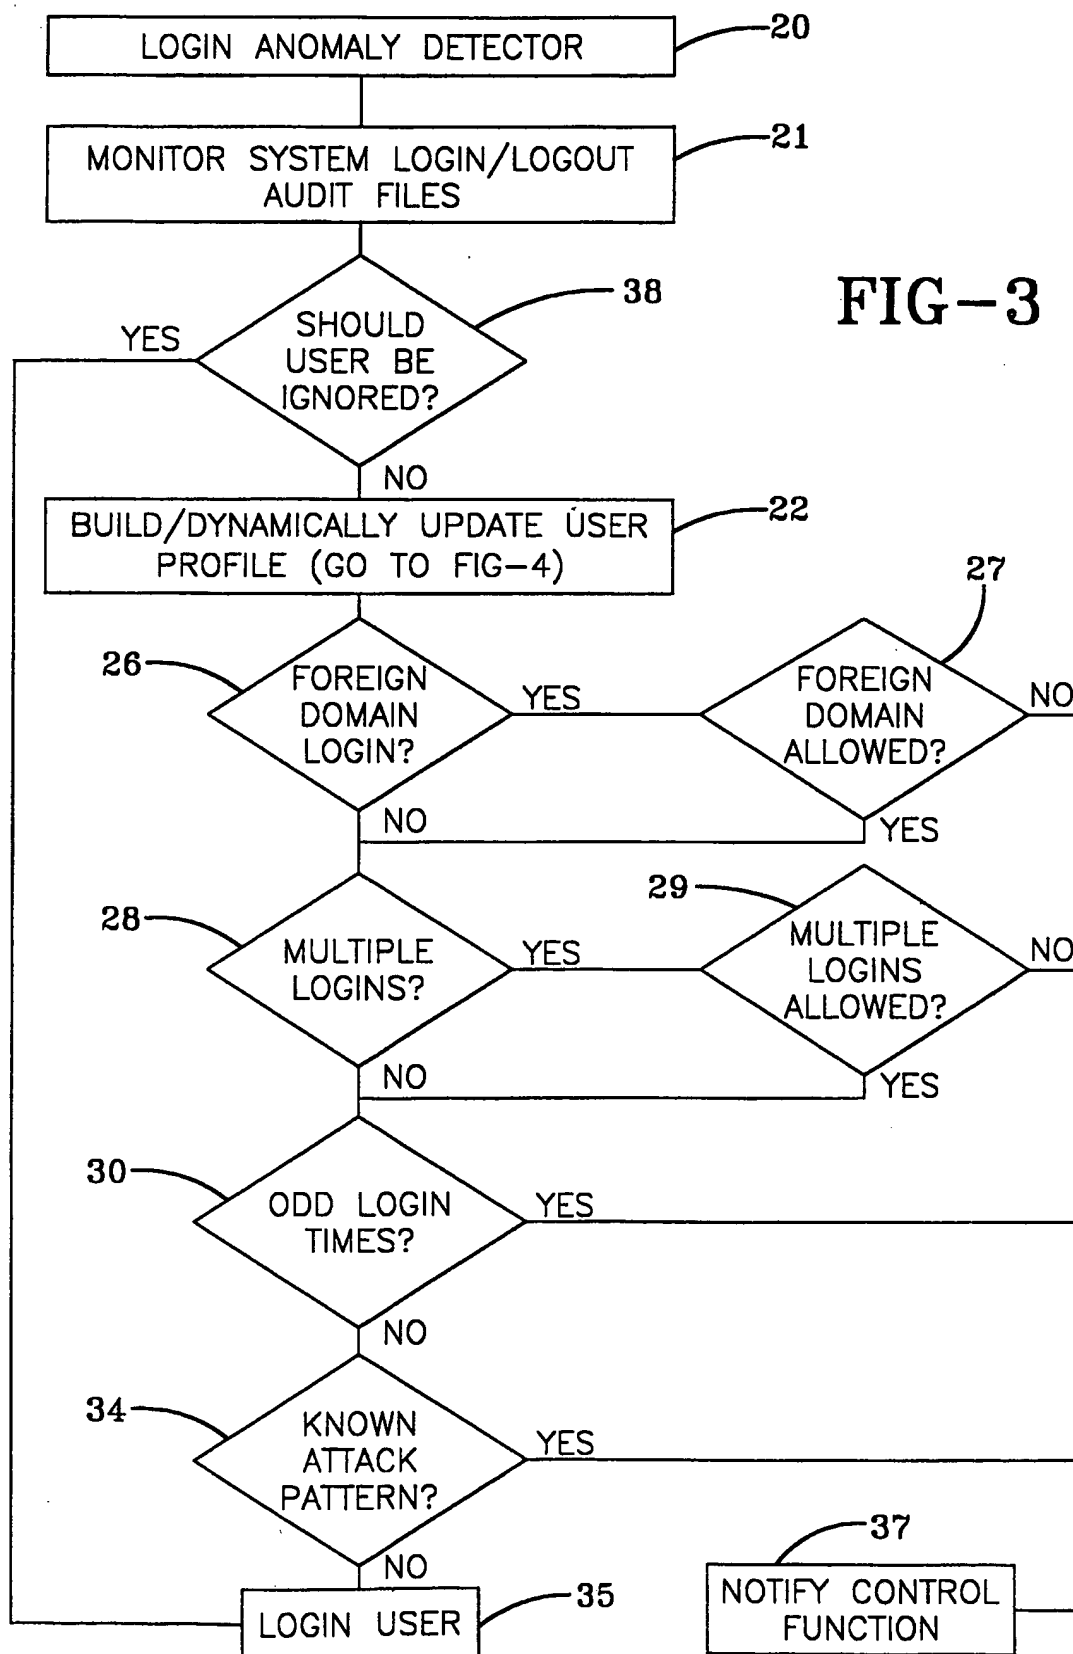 LOGIN ANOMALY DETECTOR
20
MONITOR SYSTEM LOGIN/LOGOUT
AUDIT FILES
21
FIG-3
38
YES
SHOULD
USER BE
IGNORED?
NO
BUILD/DYNAMICALLY UPDATE USER
PROFILE (GO TO FIG-4)
22
26
FOREIGN
DOMAIN
LOGIN?
YES
27
FOREIGN
DOMAIN
ALLOWED?
NO
NO
YES
28
MULTIPLE
LOGINS?
YES
29
MULTIPLE
LOGINS
ALLOWED?
NO
NO
YES
30
ODD LOGIN
TIMES?
YES
NO
34
KNOWN
ATTACK
PATTERN?
YES
NO
LOGIN USER
35
37
NOTIFY CONTROL
FUNCTION